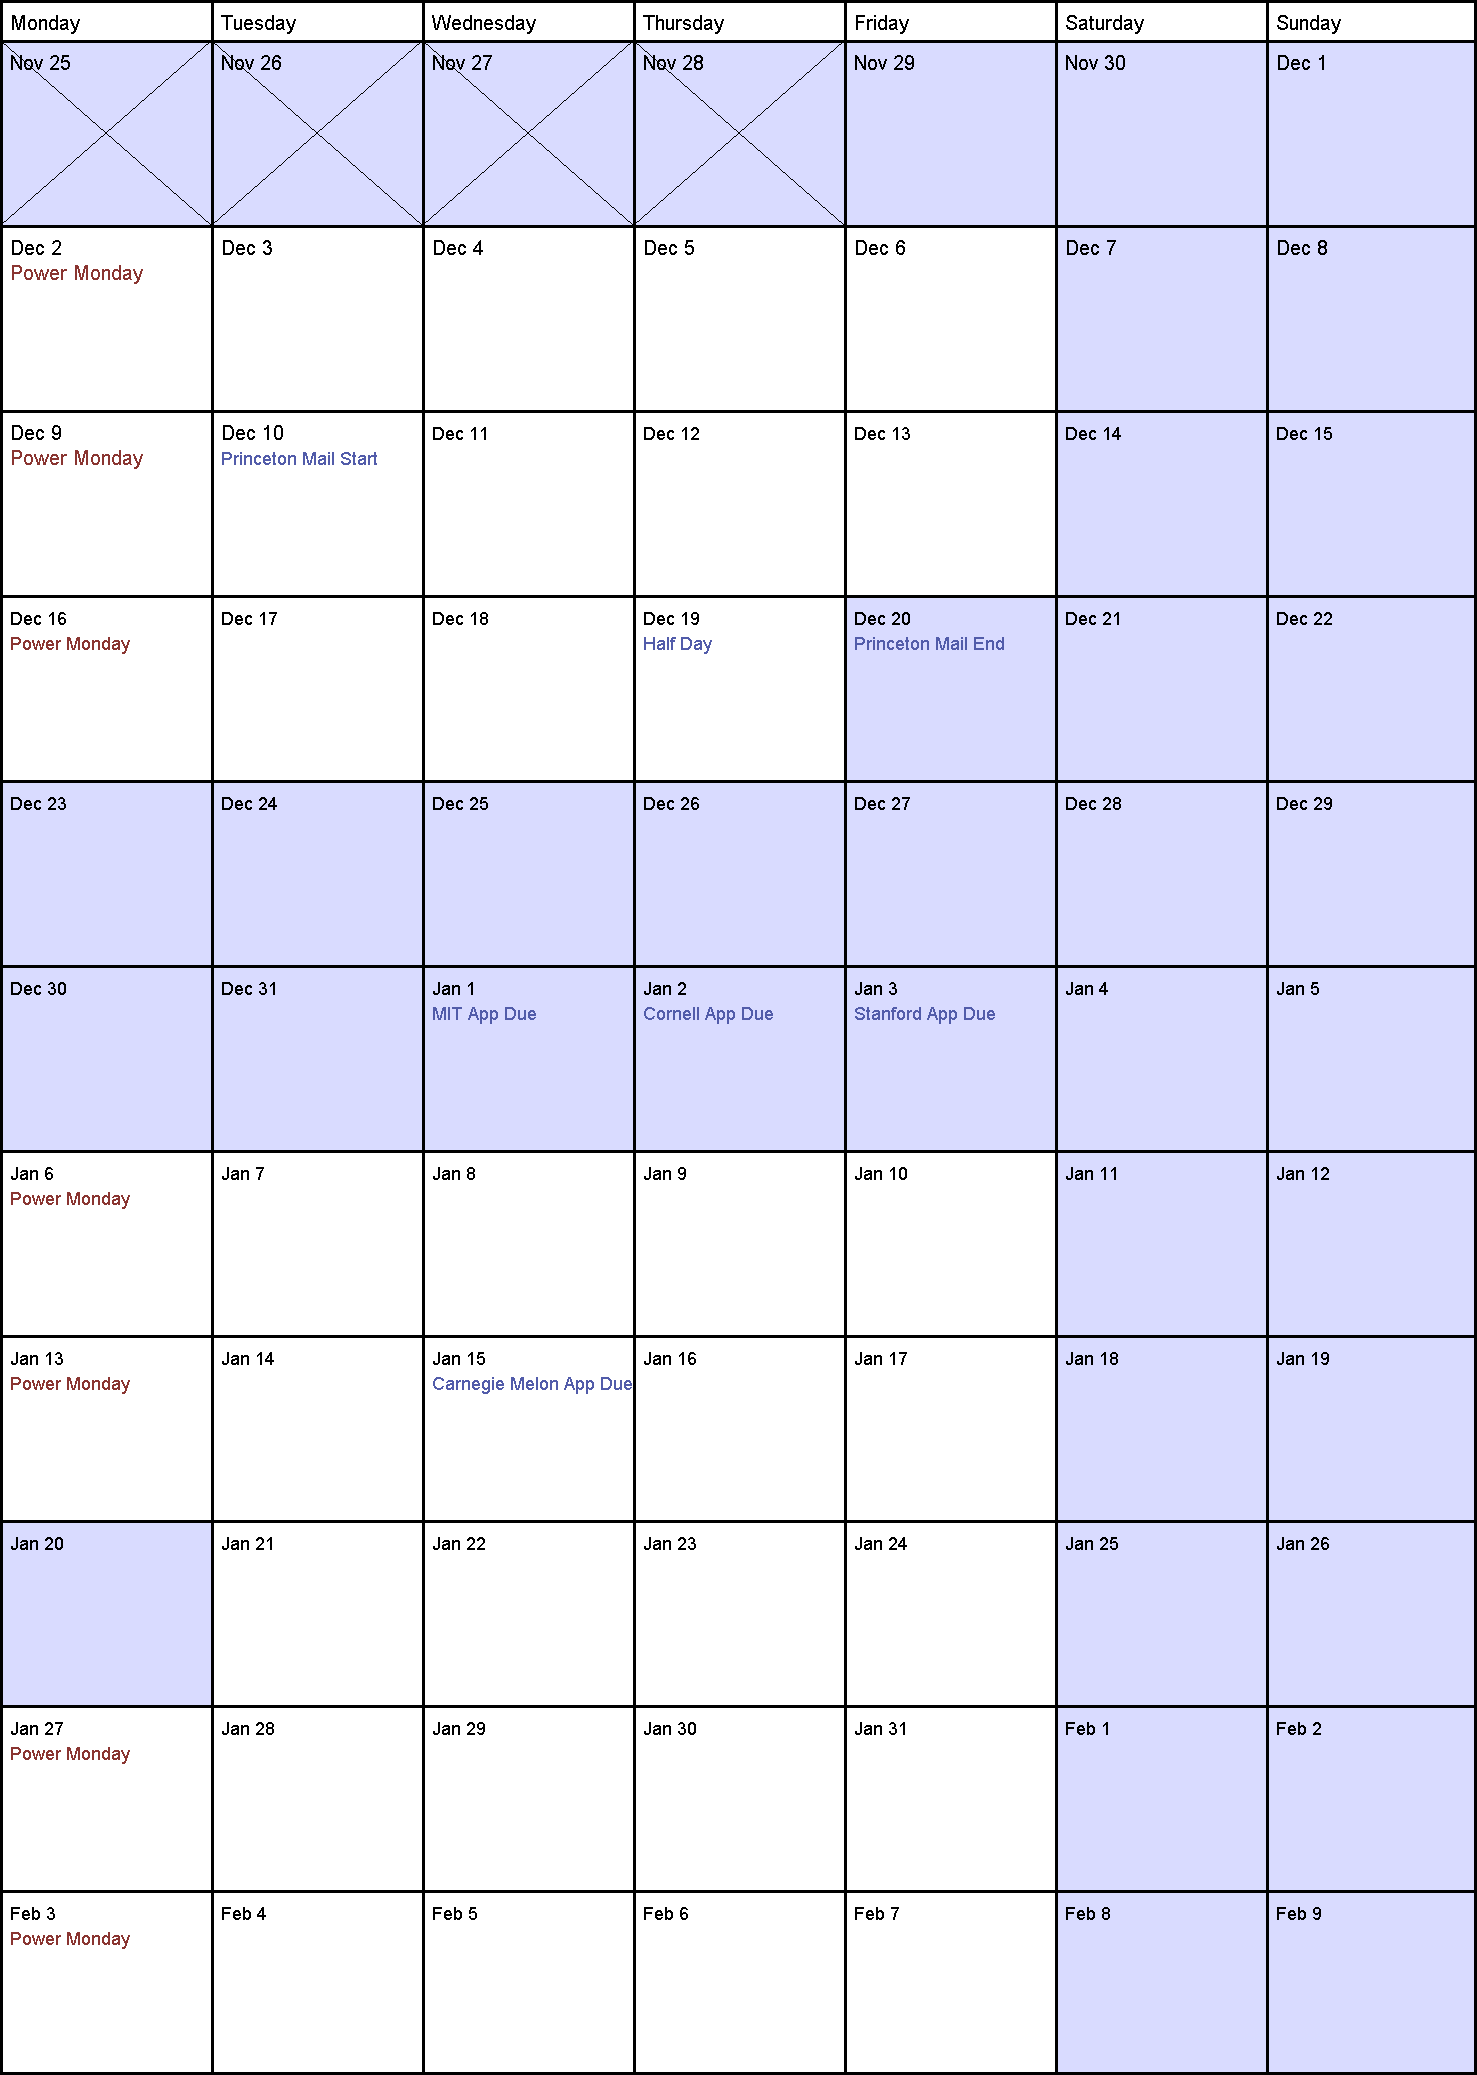 Monday Tuesday Wednesday Thursday Friday Saturday Sunday
Nov 25 Nov 26 Nov 27 Nov 28 Nov 29 Nov 30 Dec 1
Dec 2 Dec 3 Dec 4 Dec 5 Dec 6 Dec 7 Dec 8
Power Monday
Dec 9 Dec 10 Dec 11 Dec 12 Dec 13 Dec 14 Dec 15
Power Monday Princeton Mail Start
Dec 16 Dec 17 Dec 18 Dec 19 Dec 20 Dec 21 Dec 22
Power Monday Half Day Princeton Mail End
Dec 23 Dec 24 Dec 25 Dec 26 Dec 27 Dec 28 Dec 29
Dec 30 Dec 31 Jan 1 Jan 2 Jan 3 Jan 4 Jan 5
MIT App Due Cornell App Due Stanford App Due
Jan 6 Jan 7 Jan 8 Jan 9 Jan 10 Jan 11 Jan 12
Power Monday
Jan 13 Jan 14 Jan 15 Jan 16 Jan 17 Jan 18 Jan 19
Power Monday Carnegie Melon App Due
Jan 20 Jan 21 Jan 22 Jan 23 Jan 24 Jan 25 Jan 26
Jan 27 Jan 28 Jan 29 Jan 30 Jan 31 Feb 1 Feb 2
Power Monday
Feb 3 Feb 4 Feb 5 Feb 6 Feb 7 Feb 8 Feb 9
Power Monday